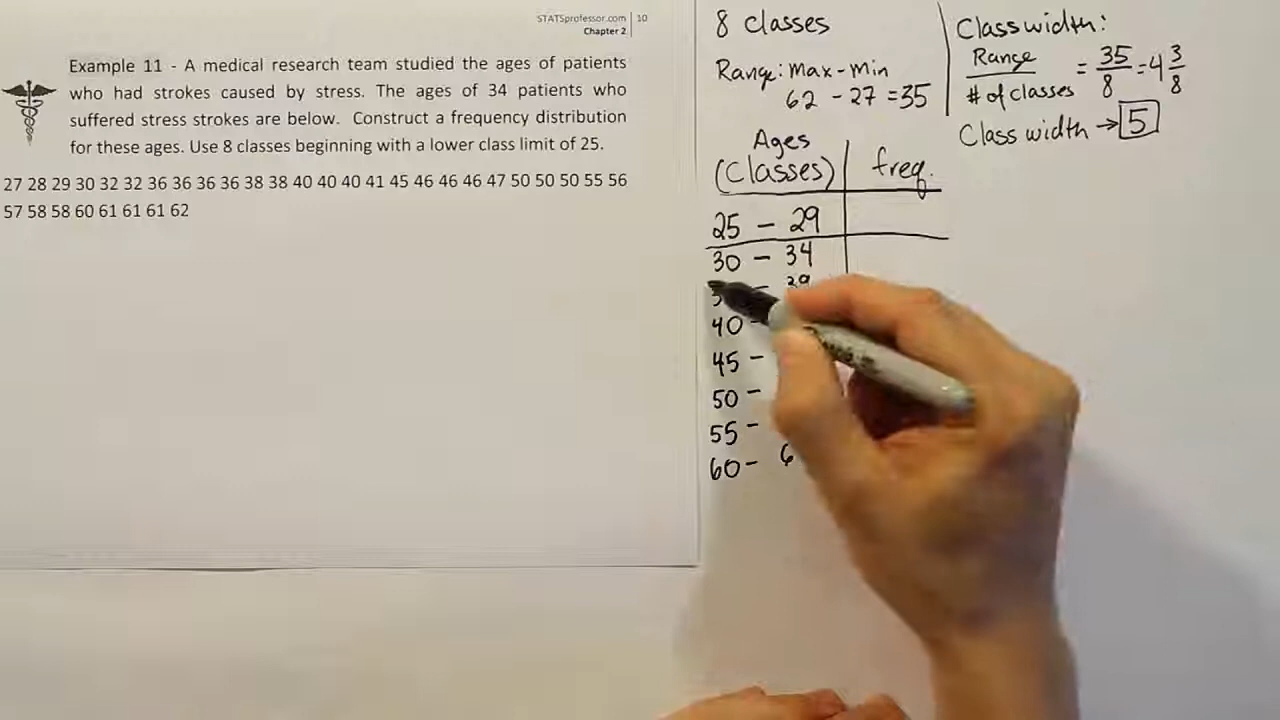 STATSprofessor.com 10
Chapter 2
Example 11 - A medical research team studied the ages of patients
who had strokes caused by stress. The ages of 34 patients who
suffered stress strokes are below. Construct a frequency distribution
for these ages. Use 8 classes beginning with a lower class limit of 25.
27 28 29 30 32 32 36 36 36 36 38 38 40 40 40 41 45 46 46 46 47 50 50 50 55 56
57 58 58 60 61 61 61 62
8 Classes
Range: Max - Min
62 - 27 = 35
Class width:
Range / # of classes = 35/8 = 4 3/8
Class width → 5
Ages
(Classes) freq.
25 - 29
30 - 34
- 39
40 -
45 -
50 -
55 -
60 - 6